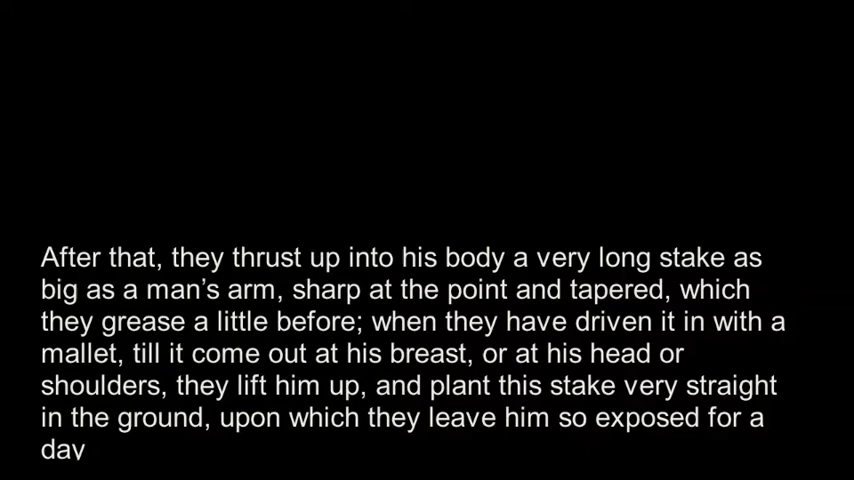 After that, they thrust up into his body a very long stake as
big as a man’s arm, sharp at the point and tapered, which
they grease a little before; when they have driven it in with a
mallet, till it come out at his breast, or at his head or
shoulders, they lift him up, and plant this stake very straight
in the ground, upon which they leave him so exposed for a
day